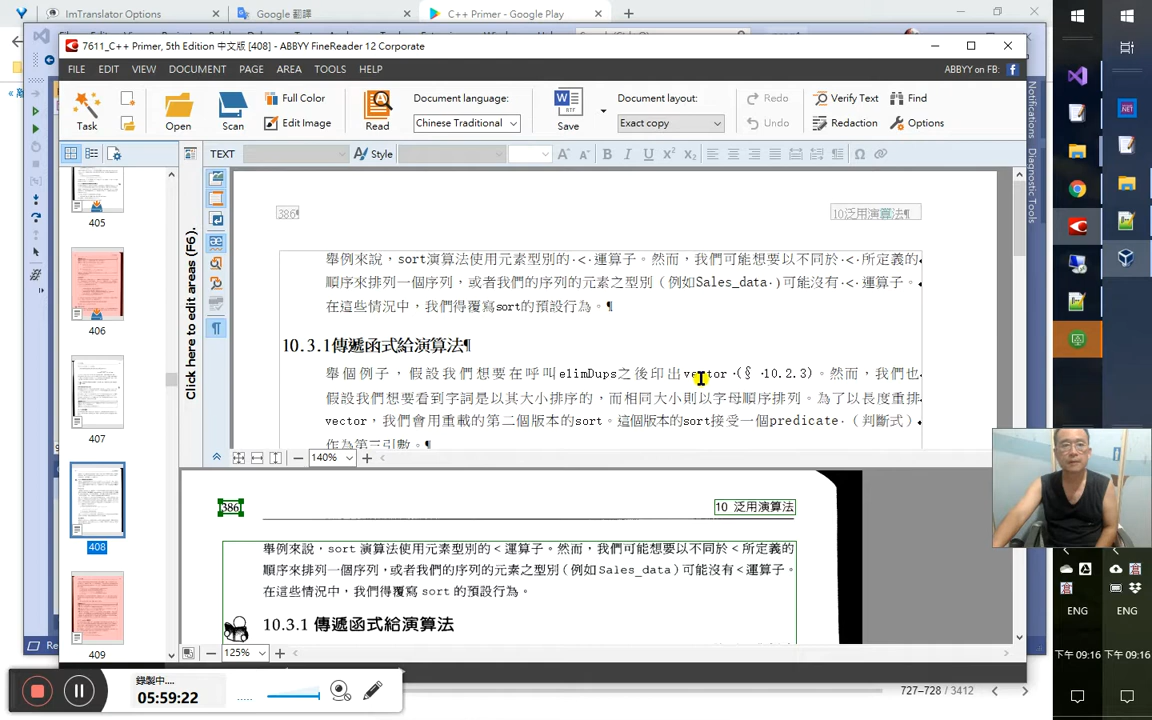 ImTranslator Options
Google 翻譯
C++ Primer - Google Play
7611_C++ Primer, 5th Edition 中文版 [408] - ABBYY FineReader 12 Corporate
FILE EDIT VIEW DOCUMENT PAGE AREA TOOLS HELP
ABBYY on FB:
Task
Open
Scan
Full Color
Edit Image
Read
Document language:
Chinese Traditional
Save
Document layout:
Exact copy
Redo
Undo
Verify Text
Redaction
Find
Options
TEXT
Style
Notifications
Diagnostic Tools
Click here to edit areas (F6).
405
406
407
408
409
386¶
10泛用演算法¶
舉例來說，sort演算法使用元素型別的·<·運算子。然而，我們可能想要以不同於·<·所定義的
順序來排列一個序列，或者我們的序列的元素之型別（例如Sales_data·)可能沒有·<·運算子。
在這些情況中，我們得覆寫sort的預設行為。¶
10.3.1傳遞函式給演算法¶
舉個例子，假設我們想要在呼叫elimDups之後印出vector·(§·10.2.3)。然而，我們也
假設我們想要看到字詞是以其大小排序的，而相同大小則以字母順序排列。為了以長度重排
vector，我們會用重載的第二個版本的sort。這個版本的sort接受一個predicate·（判斷式）
作為第三引數。¶
140%
386
10 泛用演算法
舉例來說，sort 演算法使用元素型別的 < 運算子。然而，我們可能想要以不同於 < 所定義的
順序來排列一個序列，或者我們的序列的元素之型別（例如Sales_data）可能沒有 < 運算子。
在這些情況中，我們得覆寫 sort 的預設行為。
10.3.1 傳遞函式給演算法
125%
錄製中...
05:59:22
727–728 / 3412
ENG
ENG
下午 09:16
下午 09:16